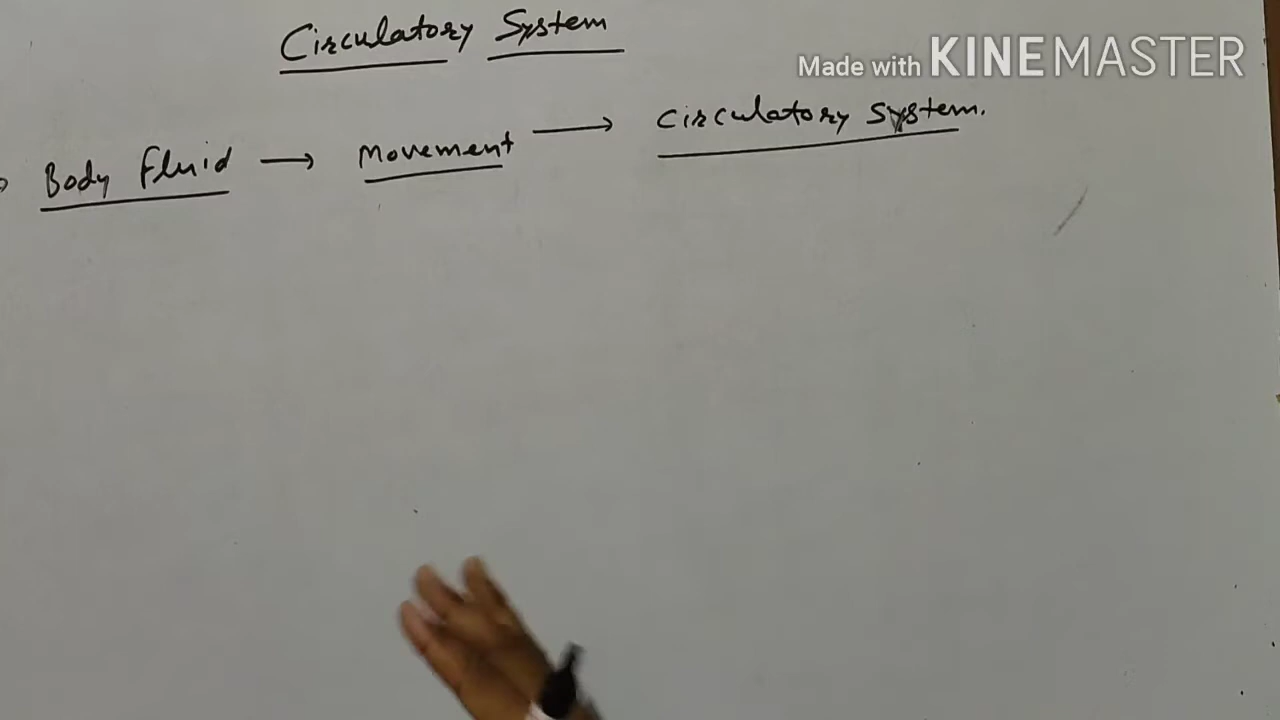 Circulatory System
Made with KINEMASTER
Body Fluid → Movement → Circulatory System.